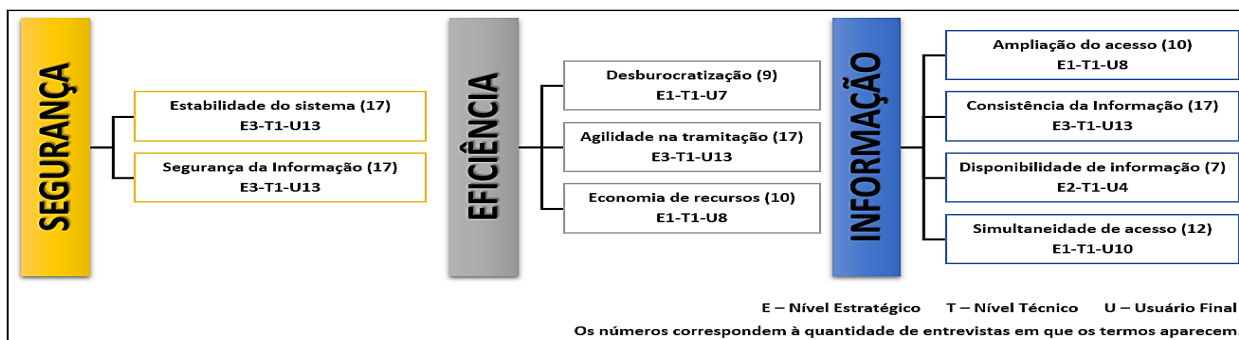 SEGURANÇA
Estabilidade do sistema (17)
E3-T1-U13
Segurança da Informação (17)
E3-T1-U13
EFICIÊNCIA
Desburocratização (9)
E1-T1-U7
Agilidade na tramitação (17)
E3-T1-U13
Economia de recursos (10)
E1-T1-U8
INFORMAÇÃO
Ampliação do acesso (10)
E1-T1-U8
Consistência da Informação (17)
E3-T1-U13
Disponibilidade de informação (7)
E2-T1-U4
Simultaneidade de acesso (12)
E1-T1-U10
E – Nível Estratégico T – Nível Técnico U – Usuário Final
Os números correspondem à quantidade de entrevistas em que os termos aparecem.